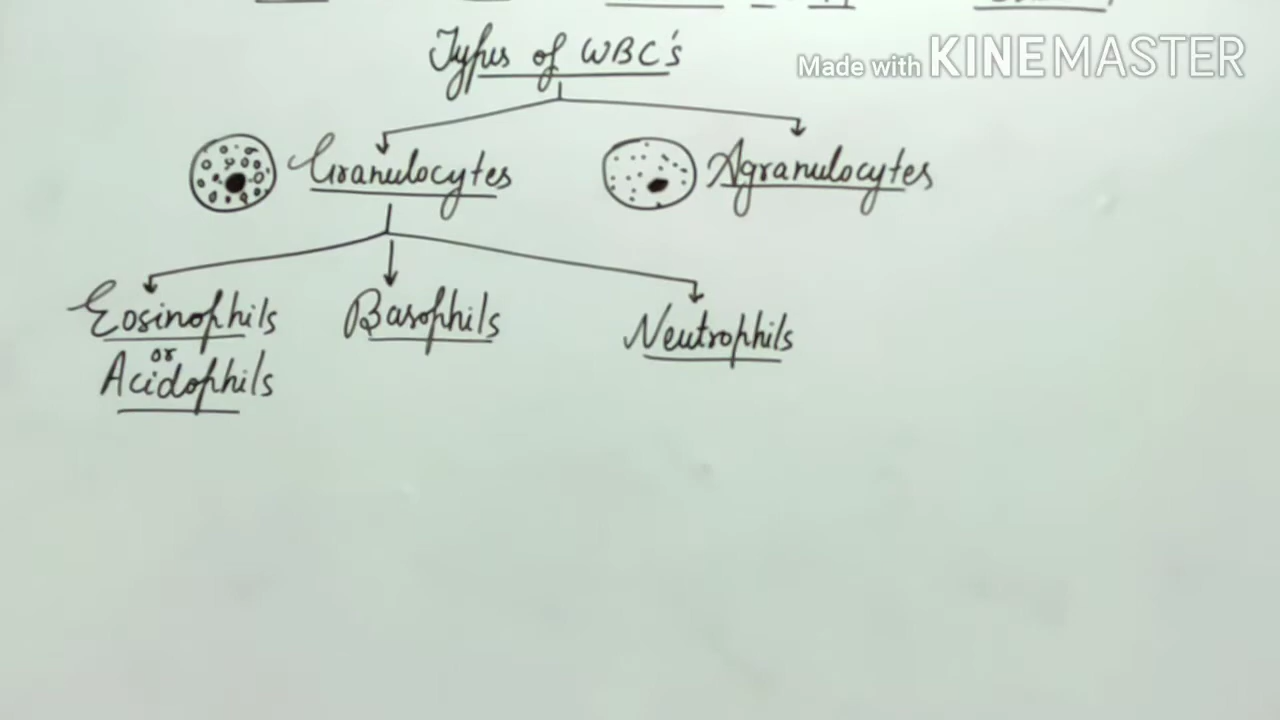 Types of WBC's
Made with KINEMASTER
Granulocytes
Agranulocytes
Eosinophils
or
Acidophils
Basophils
Neutrophils